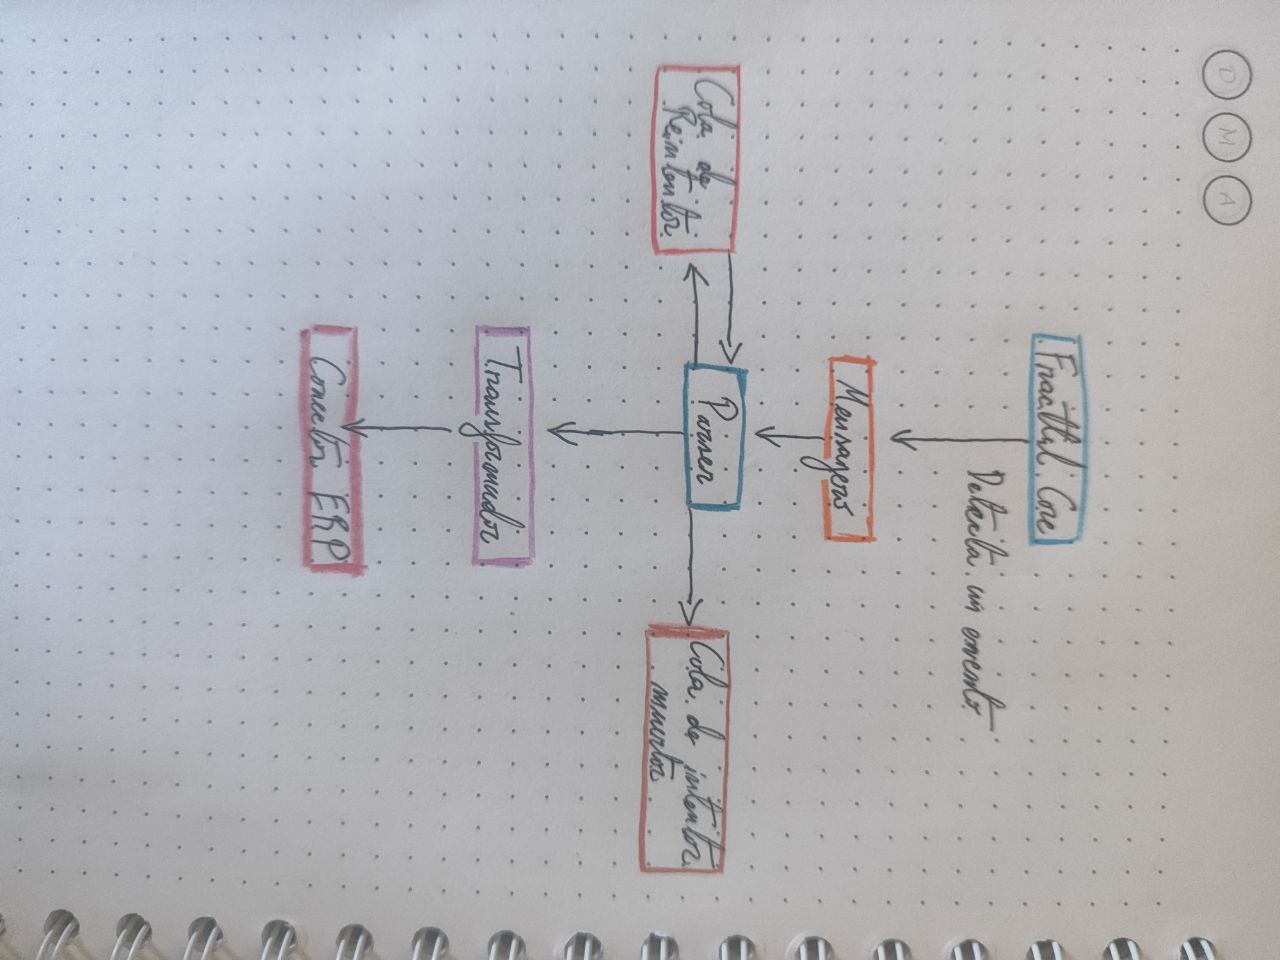 D M A
Fracttal Core
Detecta un evento
Mensajero
Cola de
Reintentos
Parser
Cola de intentos
muertos
Transformador
Conector ERP